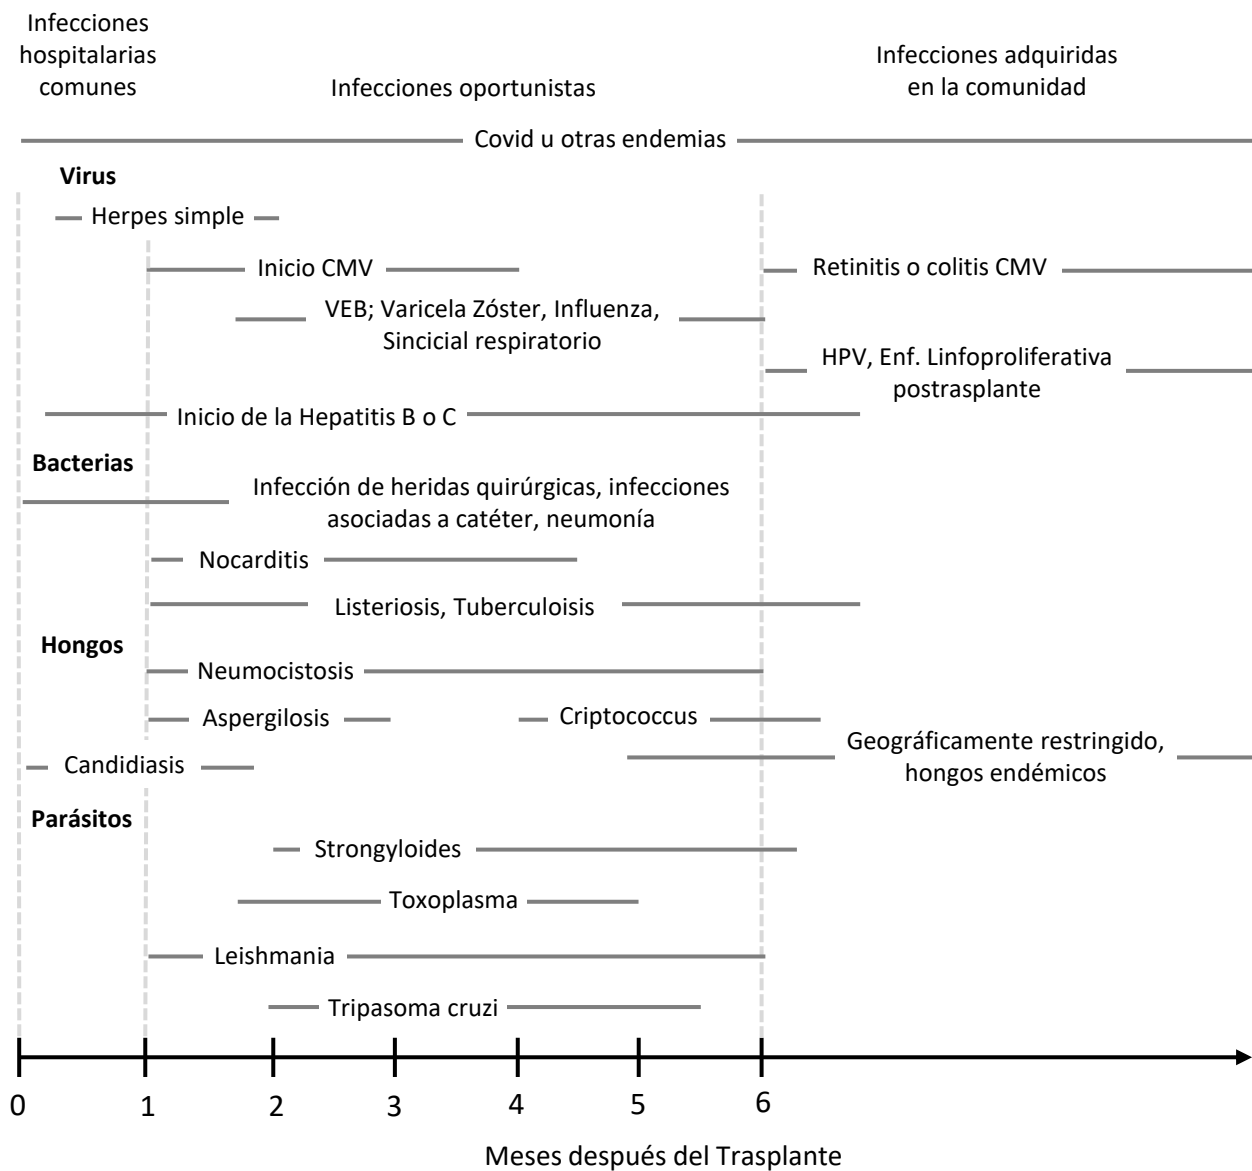 Infecciones
hospitalarias
comunes
Infecciones oportunistas
Infecciones adquiridas
en la comunidad
Covid u otras endemias
Virus
Herpes simple
Inicio CMV
Retinitis o colitis CMV
VEB; Varicela Zóster, Influenza,
Sincicial respiratorio
HPV, Enf. Linfoproliferativa
postrasplante
Inicio de la Hepatitis B o C
Bacterias
Infección de heridas quirúrgicas, infecciones
asociadas a catéter, neumonía
Nocarditis
Listeriosis, Tuberculoisis
Hongos
Neumocistosis
Aspergilosis
Criptococcus
Geográficamente restringido,
hongos endémicos
Candidiasis
Parásitos
Strongyloides
Toxoplasma
Leishmania
Tripasoma cruzi
0 1 2 3 4 5 6
Meses después del Trasplante